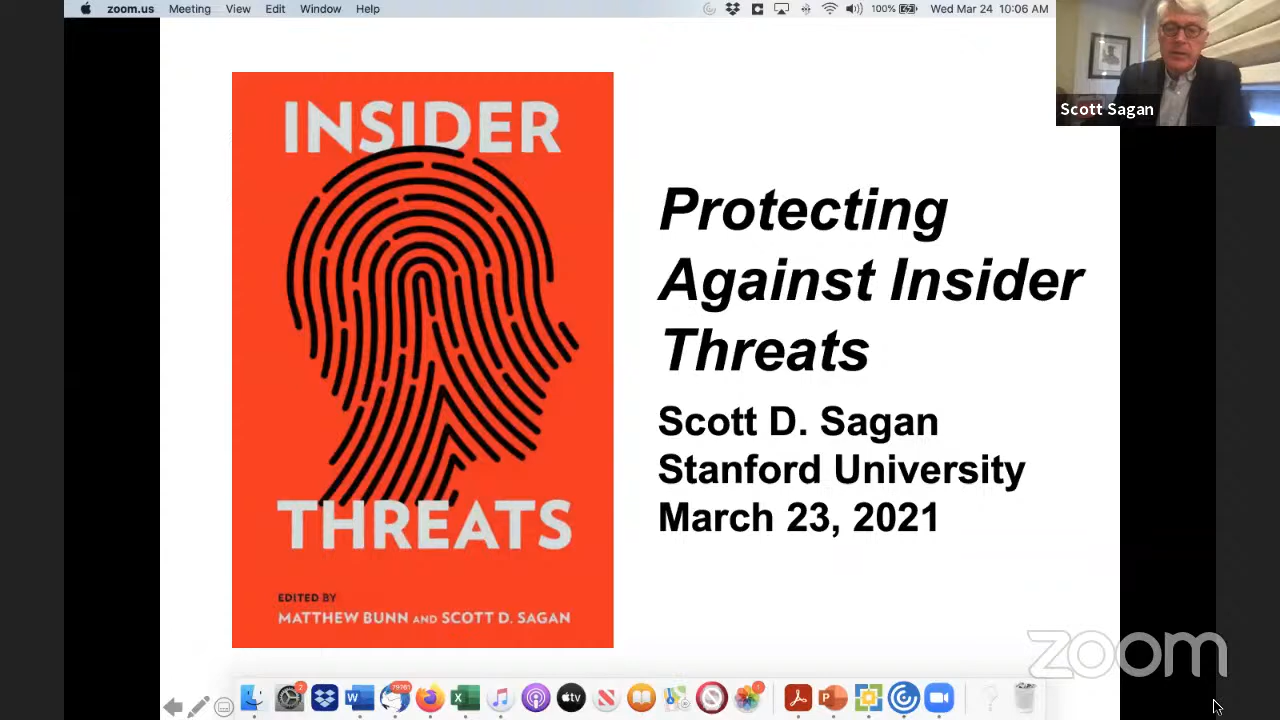 zoom.us Meeting View Edit Window Help 100% Wed Mar 24 10:06 AM
Scott Sagan
INSIDER
THREATS
EDITED BY
MATTHEW BUNN AND SCOTT D. SAGAN
Protecting
Against Insider
Threats
Scott D. Sagan
Stanford University
March 23, 2021
zoom
tv